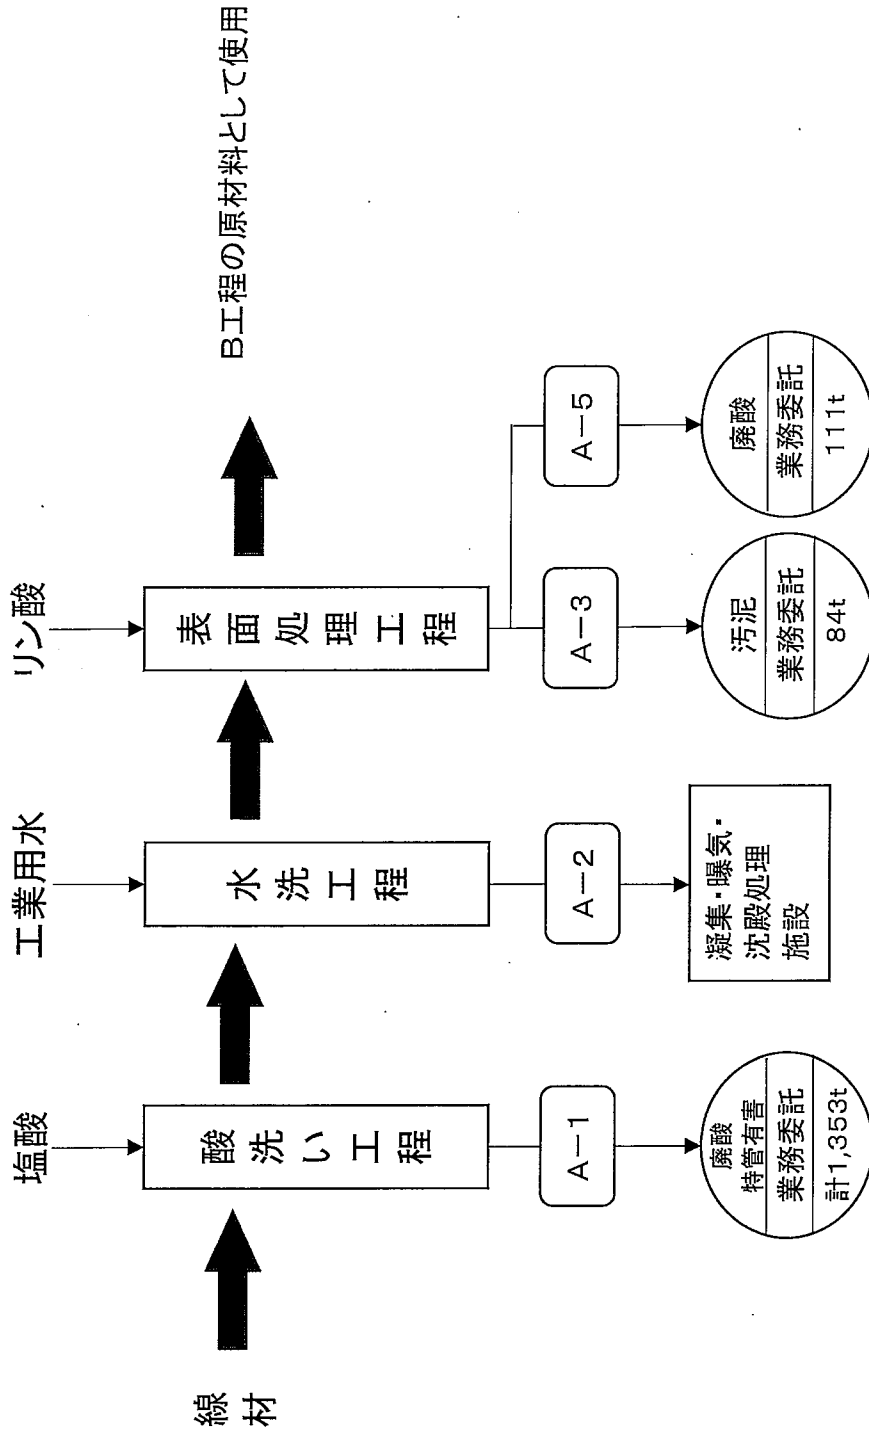 塩酸
工業用水
リン酸
線
材
酸洗い工程
水洗工程
表面処理工程
B工程の原材料として使用
A－1
A－2
A－3
A－5
廃酸
特管有害
業務委託
計1,353t
凝集・曝気・
沈殿処理
施設
汚泥
業務委託
84t
廃酸
業務委託
111t